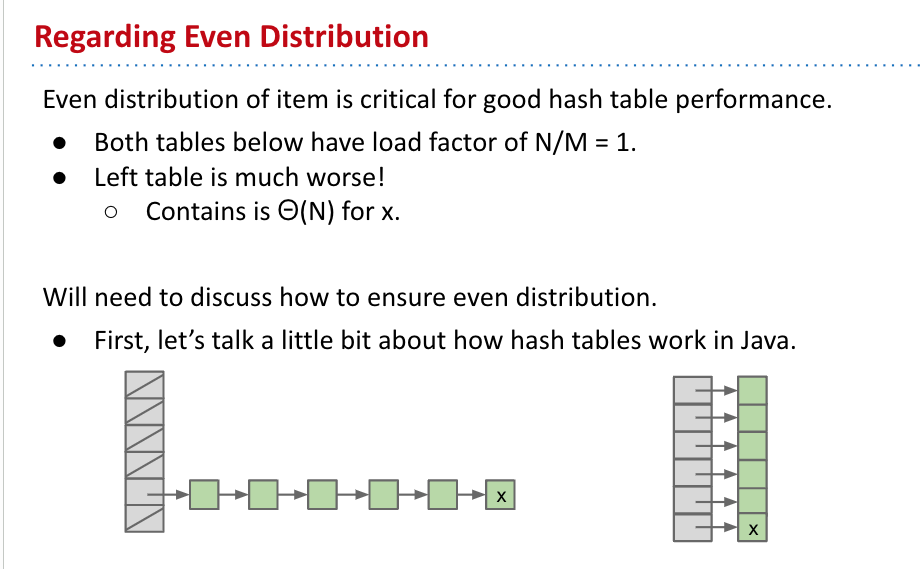 Regarding Even Distribution
Even distribution of item is critical for good hash table performance.
● Both tables below have load factor of N/M = 1.
● Left table is much worse!
○ Contains is Θ(N) for x.
Will need to discuss how to ensure even distribution.
● First, let’s talk a little bit about how hash tables work in Java.
x
x